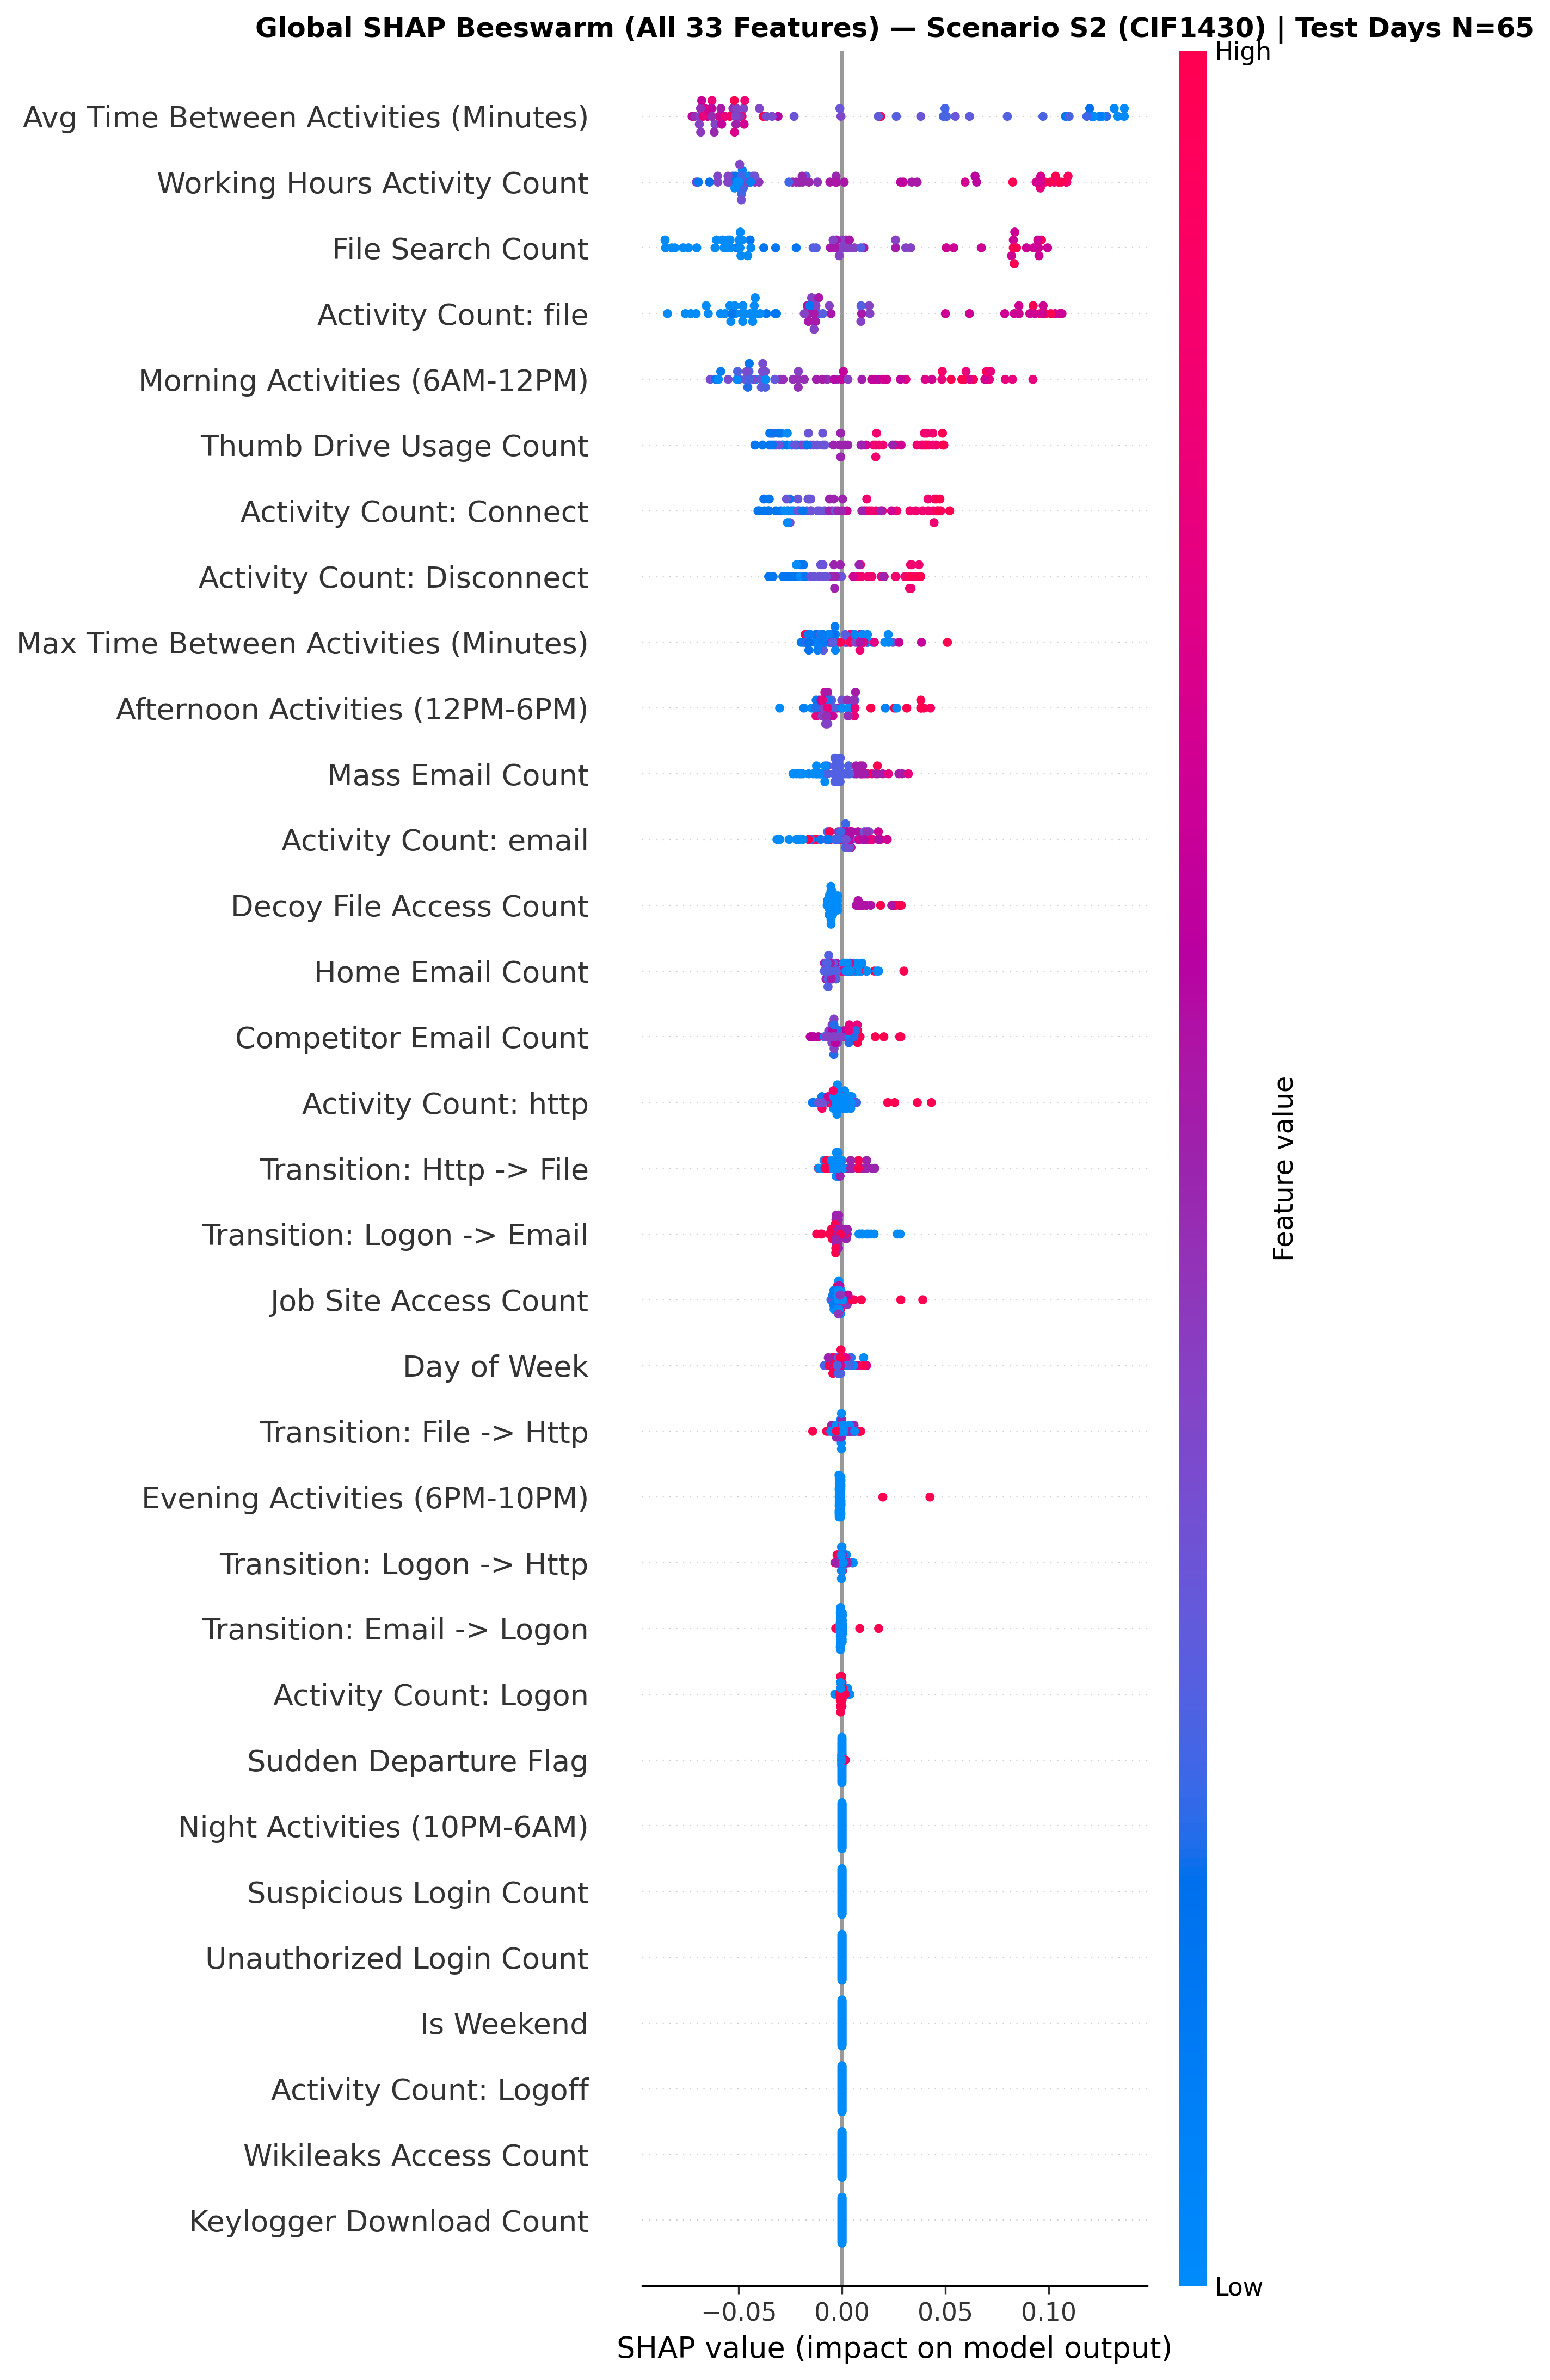 Global SHAP Beeswarm (All 33 Features) — Scenario S2 (CIF1430) | Test Days N=65
High
Avg Time Between Activities (Minutes)
Working Hours Activity Count
File Search Count
Activity Count: file
Morning Activities (6AM-12PM)
Thumb Drive Usage Count
Activity Count: Connect
Activity Count: Disconnect
Max Time Between Activities (Minutes)
Afternoon Activities (12PM-6PM)
Mass Email Count
Activity Count: email
Decoy File Access Count
Home Email Count
Competitor Email Count
Activity Count: http
Transition: Http -> File
Transition: Logon -> Email
Job Site Access Count
Day of Week
Transition: File -> Http
Evening Activities (6PM-10PM)
Transition: Logon -> Http
Transition: Email -> Logon
Activity Count: Logon
Sudden Departure Flag
Night Activities (10PM-6AM)
Suspicious Login Count
Unauthorized Login Count
Is Weekend
Activity Count: Logoff
Wikileaks Access Count
Keylogger Download Count
Feature value
Low
−0.05 0.00 0.05 0.10
SHAP value (impact on model output)